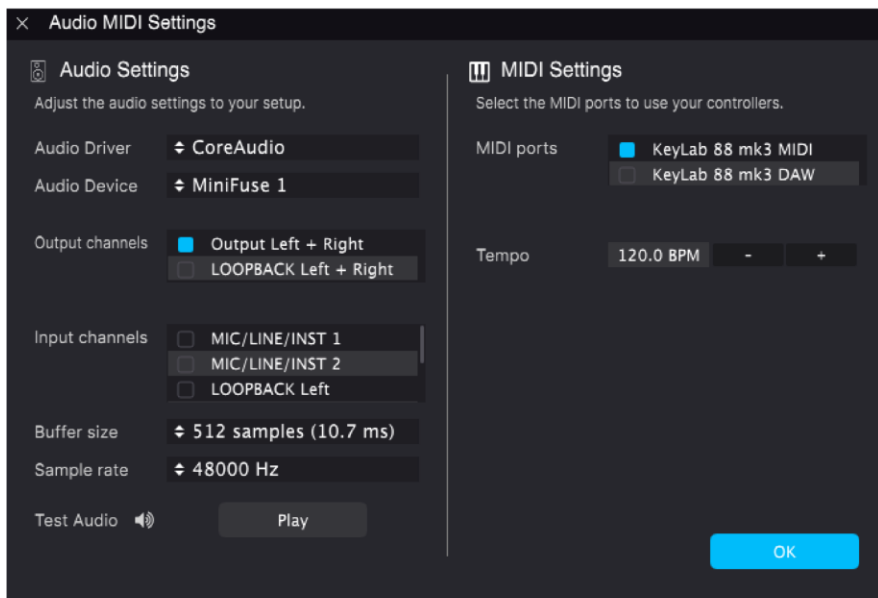 Audio MIDI Settings
Audio Settings
Adjust the audio settings to your setup.
Audio Driver CoreAudio
Audio Device MiniFuse 1
Output channels Output Left + Right
LOOPBACK Left + Right
Input channels MIC/LINE/INST 1
MIC/LINE/INST 2
LOOPBACK Left
Buffer size 512 samples (10.7 ms)
Sample rate 48000 Hz
Test Audio Play
MIDI Settings
Select the MIDI ports to use your controllers.
MIDI ports KeyLab 88 mk3 MIDI
KeyLab 88 mk3 DAW
Tempo 120.0 BPM - +
OK